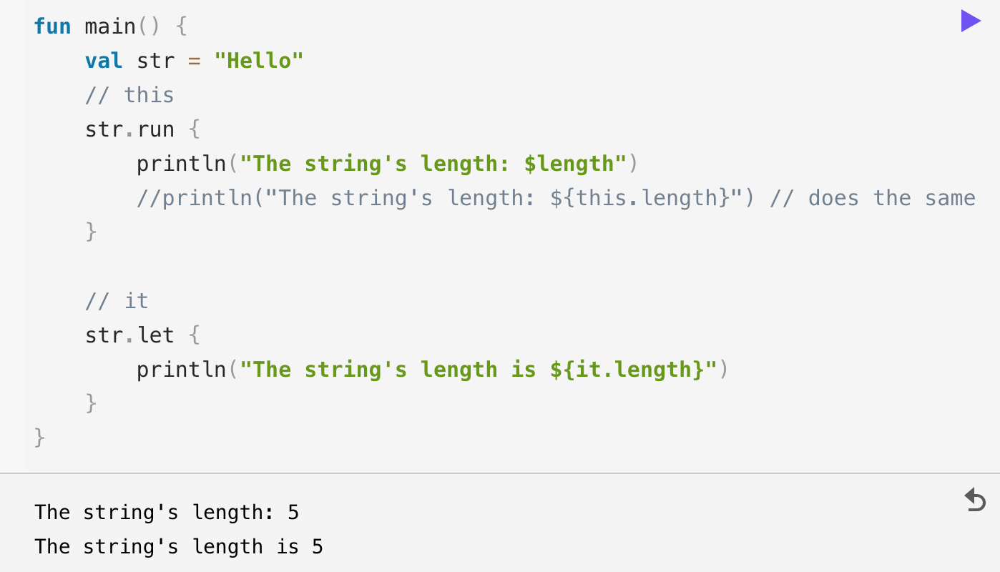 fun main() {
    val str = "Hello"
    // this
    str.run {
        println("The string's length: $length")
        //println("The string's length: ${this.length}") // does the same
    }

    // it
    str.let {
        println("The string's length is ${it.length}")
    }
}
The string's length: 5
The string's length is 5